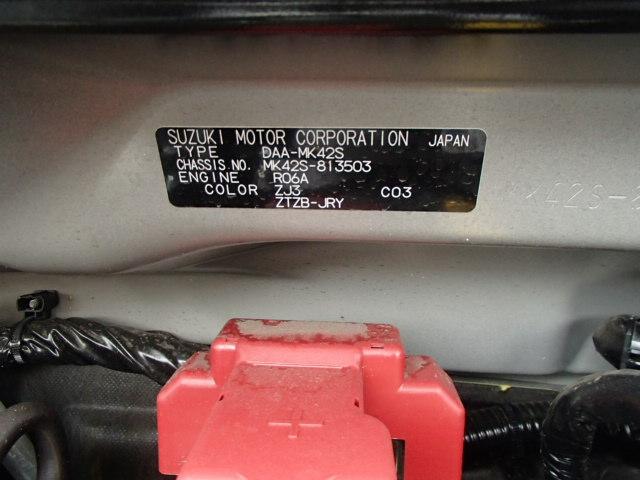 SUZUKI MOTOR CORPORATION JAPAN
TYPE DAA-MK42S
CHASSIS NO. MK42S-813503
ENGINE R06A
COLOR ZJ3 C03
ZTZB-JRY